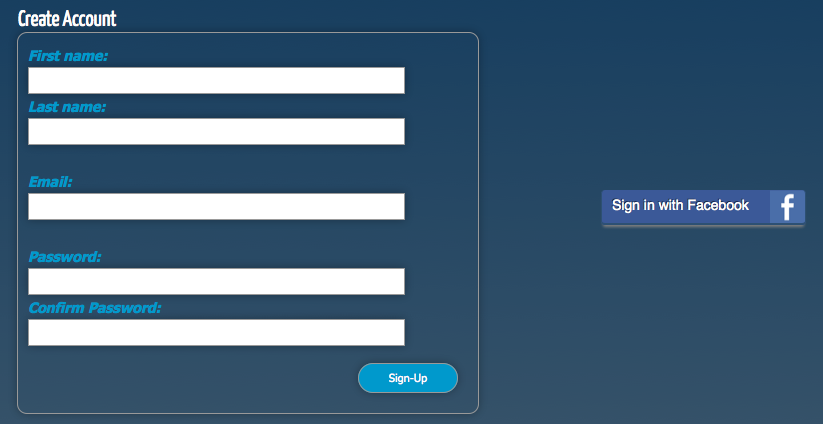 Create Account
First name:
Last name:
Email:
Sign in with Facebook f
Password:
Confirm Password:
Sign-Up